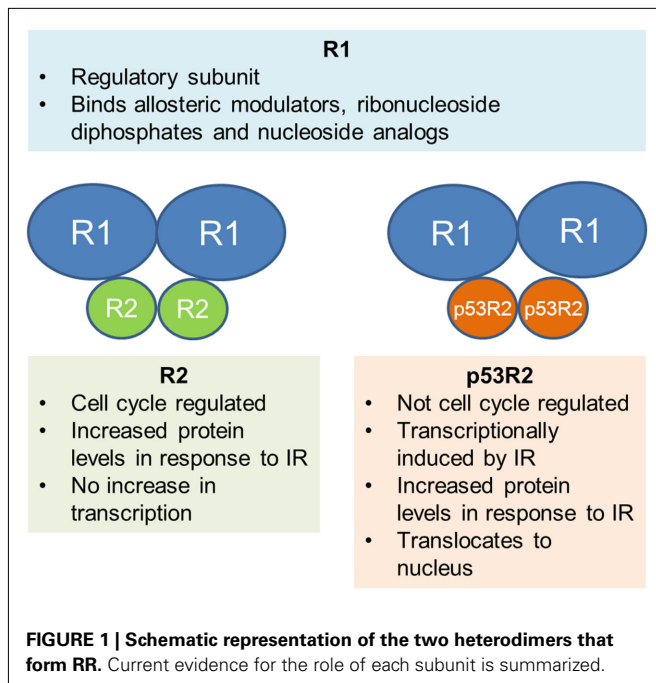 R1
• Regulatory subunit
• Binds allosteric modulators, ribonucleoside
diphosphates and nucleoside analogs
R1 R1 R1 R1
R2 R2 p53R2 p53R2
R2
• Cell cycle regulated
• Increased protein
levels in response to IR
• No increase in
transcription
p53R2
• Not cell cycle regulated
• Transcriptionally
induced by IR
• Increased protein
levels in response to IR
• Translocates to
nucleus
FIGURE 1 | Schematic representation of the two heterodimers that
form RR. Current evidence for the role of each subunit is summarized.